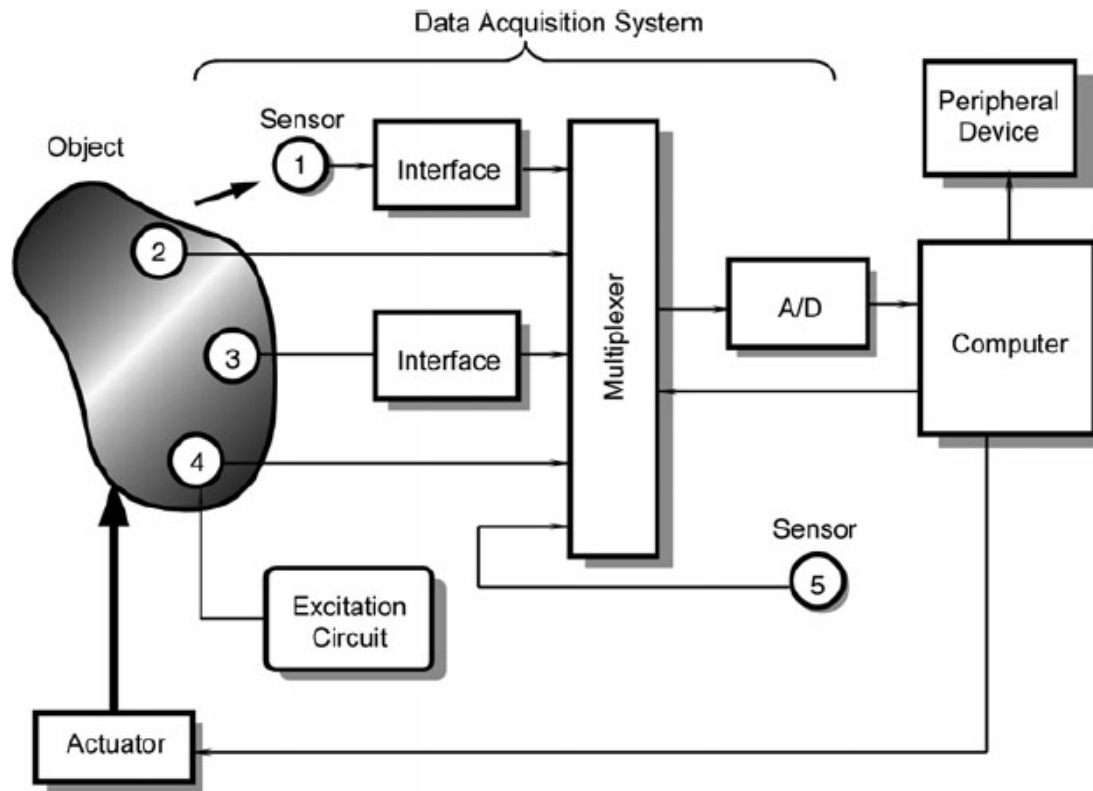 Data Acquisition System
Sensor
Object
1
Interface
Peripheral
Device
2
Multiplexer
A/D
Computer
3
Interface
4
Sensor
5
Excitation
Circuit
Actuator